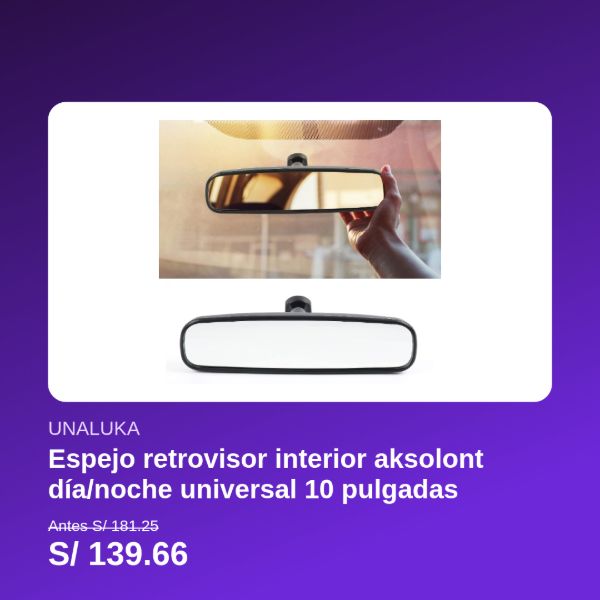 UNALUKA
Espejo retrovisor interior aksolont
día/noche universal 10 pulgadas
Antes S/ 181.25
S/ 139.66